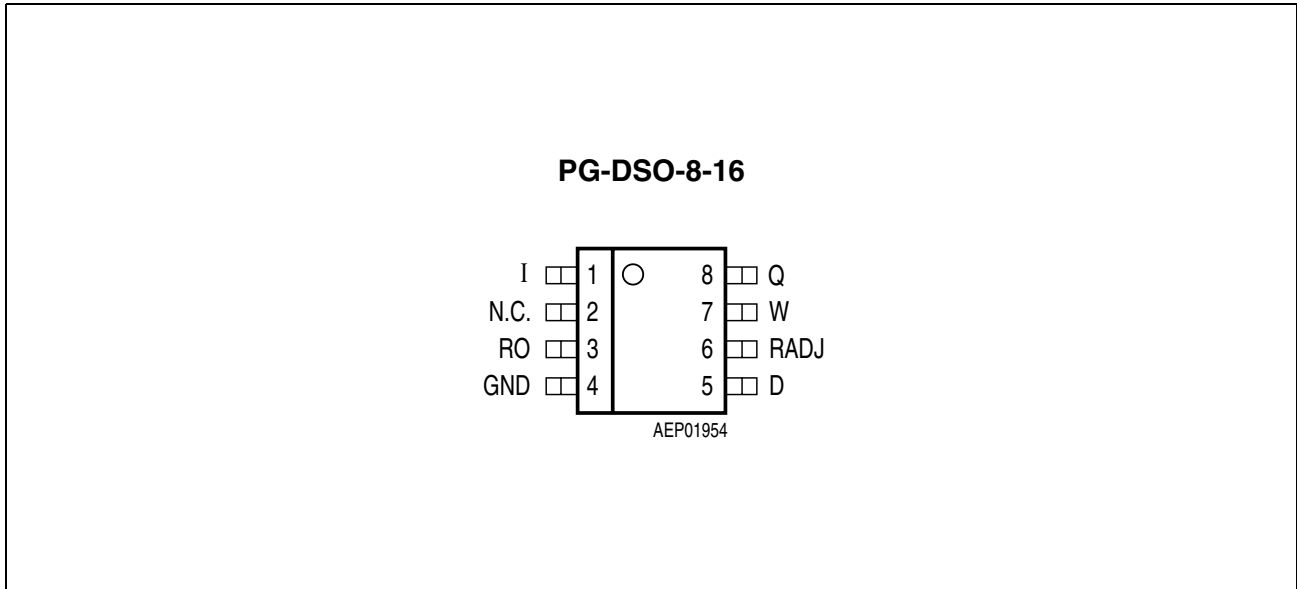 PG-DSO-8-16
I 1 8 Q
N.C. 2 7 W
RO 3 6 RADJ
GND 4 5 D
AEP01954